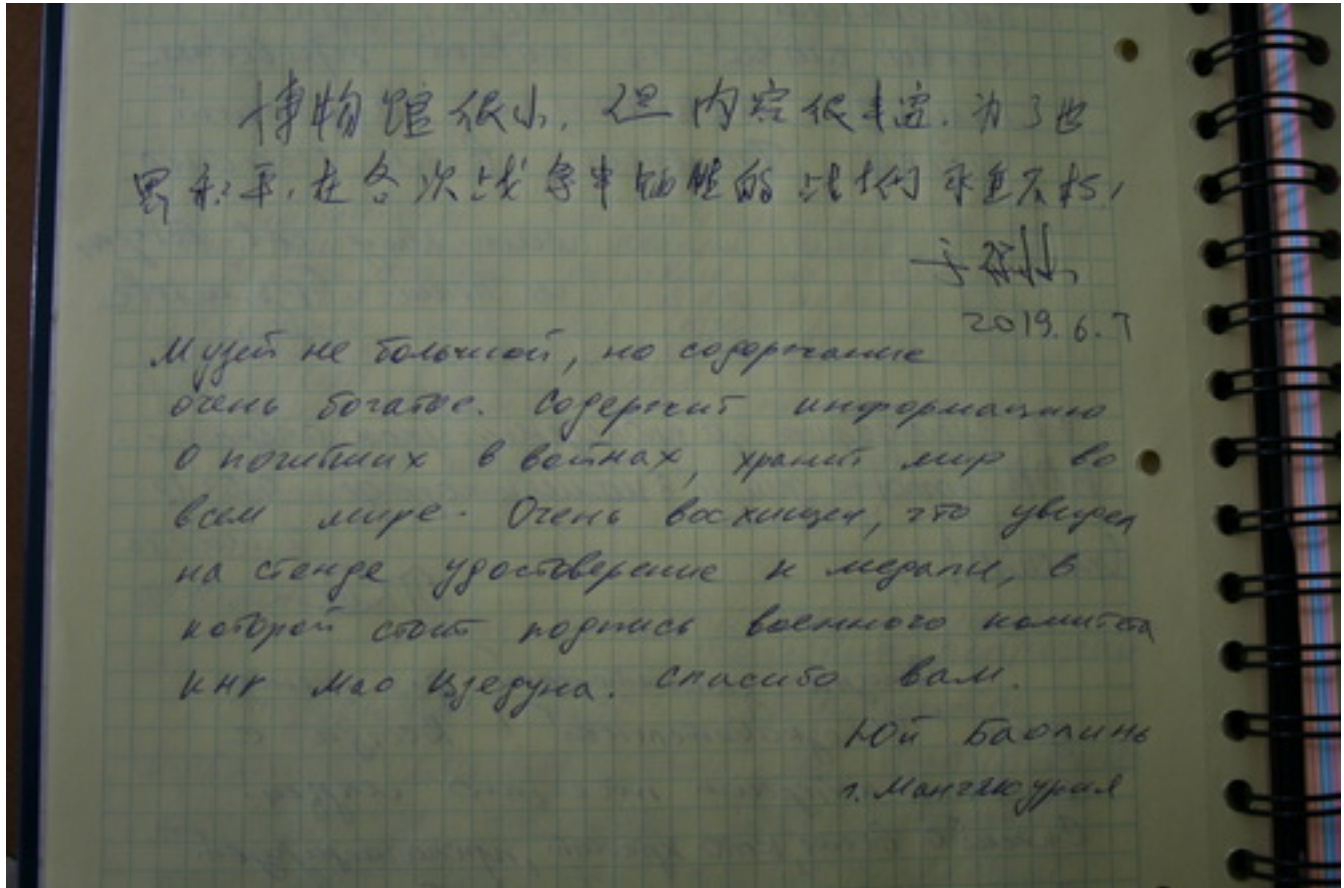 博物馆很小，但内容很丰富。为了世
界和平，在各次战争中牺牲的战士们永垂不朽！
2019.6.7
Музей не большой, но содержание
очень богатое. Содержит информацию
о погибших в войнах, хранит мир во
всем мире. Очень восхищен, что увидел
на стенде удостоверение к медали, в
которой стоит подпись военного комитета
КНР Мао Цзедуна. Спасибо вам.
Юй Баолинь
г. Манчжурия